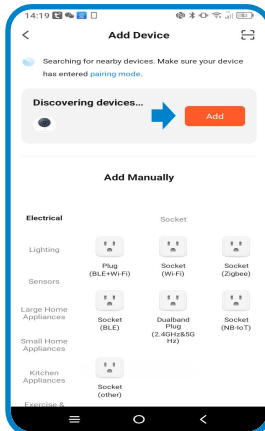 14:19
Add Device
Searching for nearby devices. Make sure your device
has entered pairing mode.
Discovering devices...
Add
Add Manually
Electrical
Socket
Lighting
Sensors
Large Home
Appliances
Small Home
Appliances
Kitchen
Appliances
Exercise &
Plug
(BLE+Wi-Fi)
Socket
(Wi-Fi)
Socket
(Zigbee)
Socket
(BLE)
Dualband
Plug
(2.4GHz&5G
Hz)
Socket
(NB-IoT)
Socket
(other)